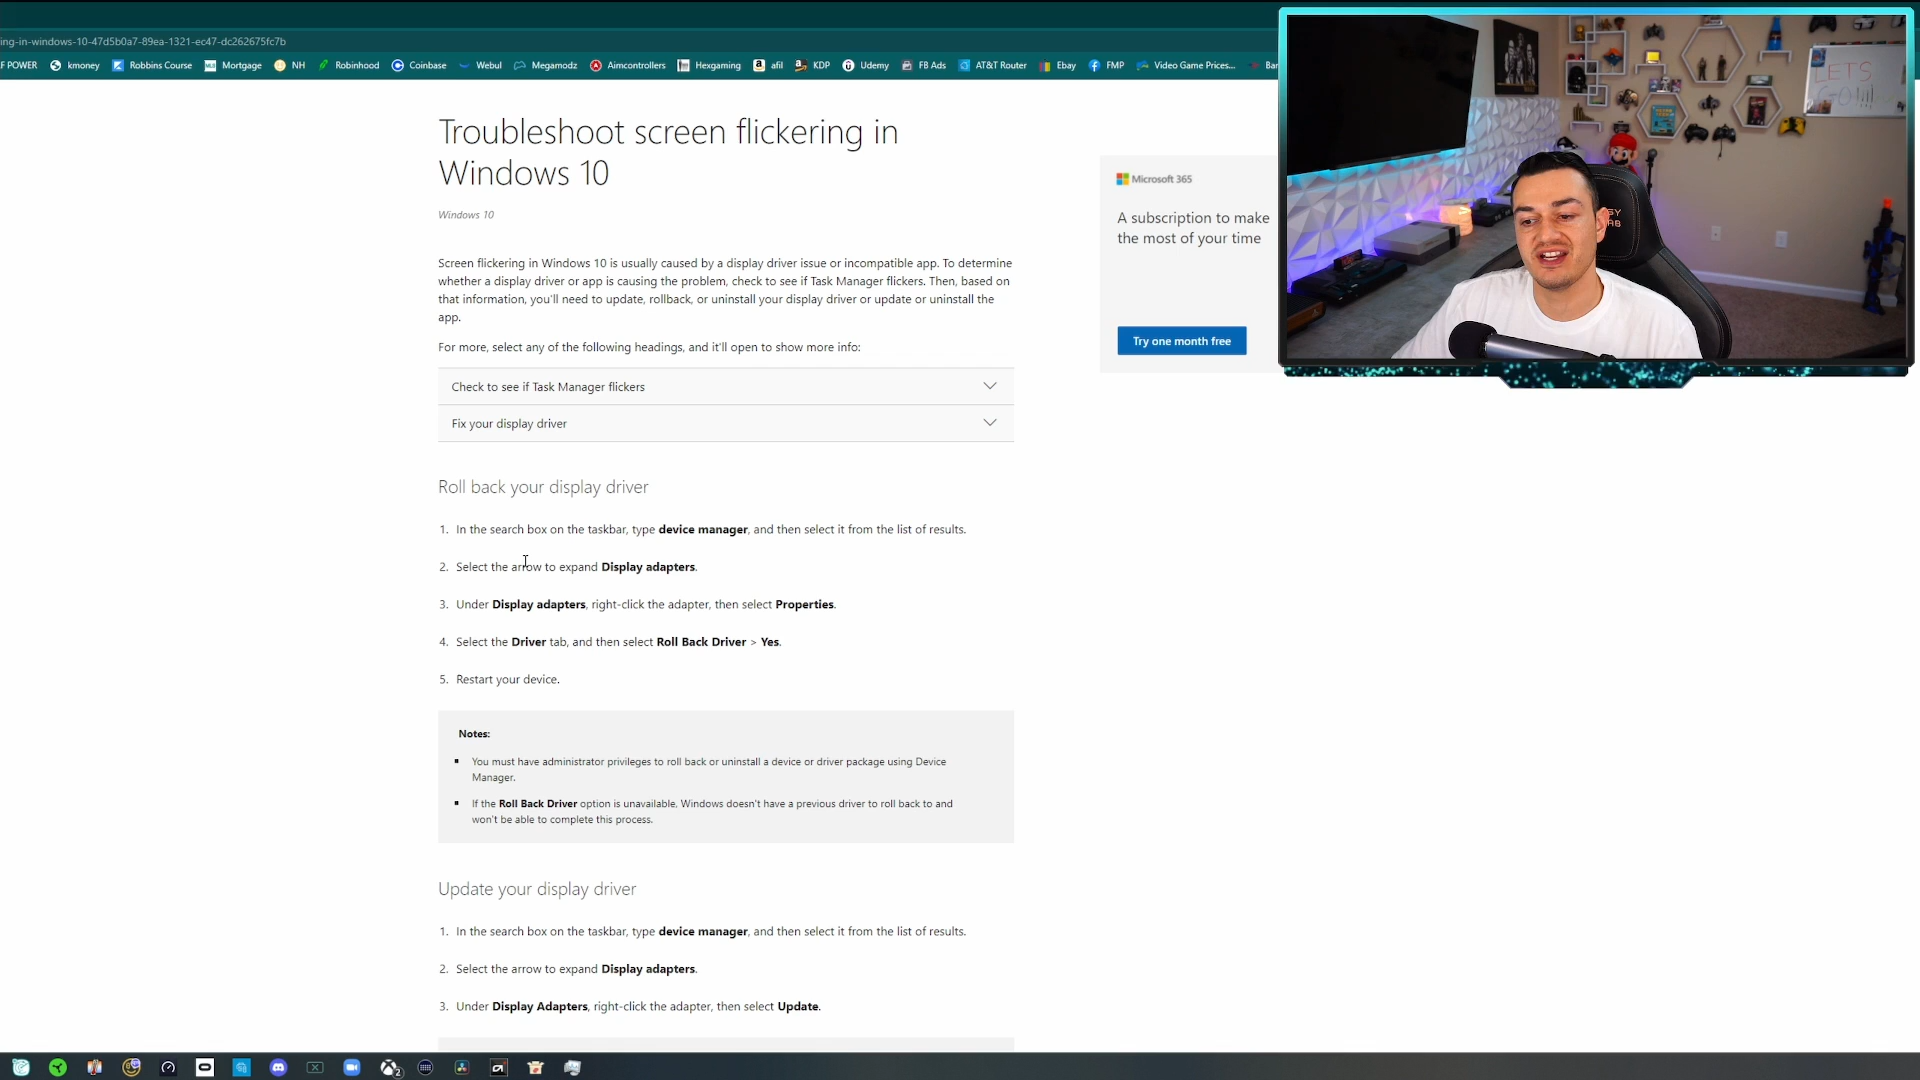 ing-in-windows-10-47d5b0a7-89ea-1321-ec47-dc262675fc7b
F POWER kmoney Robbins Course Mortgage NH Robinhood Coinbase Webul Megamodz Aimcontrollers Hexgaming afil KDP Udemy FB Ads AT&T Router Ebay FMP Video Game Prices... Bar
Troubleshoot screen flickering in
Windows 10
Windows 10
Screen flickering in Windows 10 is usually caused by a display driver issue or incompatible app. To determine
whether a display driver or app is causing the problem, check to see if Task Manager flickers. Then, based on
that information, you'll need to update, rollback, or uninstall your display driver or update or uninstall the
app.
For more, select any of the following headings, and it'll open to show more info:
Check to see if Task Manager flickers
Fix your display driver
Roll back your display driver
1. In the search box on the taskbar, type device manager, and then select it from the list of results.
2. Select the arrow to expand Display adapters.
3. Under Display adapters, right-click the adapter, then select Properties.
4. Select the Driver tab, and then select Roll Back Driver > Yes.
5. Restart your device.
Notes:
▪ You must have administrator privileges to roll back or uninstall a device or driver package using Device
Manager.
▪ If the Roll Back Driver option is unavailable, Windows doesn't have a previous driver to roll back to and
won't be able to complete this process.
Update your display driver
1. In the search box on the taskbar, type device manager, and then select it from the list of results.
2. Select the arrow to expand Display adapters.
3. Under Display Adapters, right-click the adapter, then select Update.
Microsoft 365
A subscription to make
the most of your time
Try one month free
LETS
GO!!!!